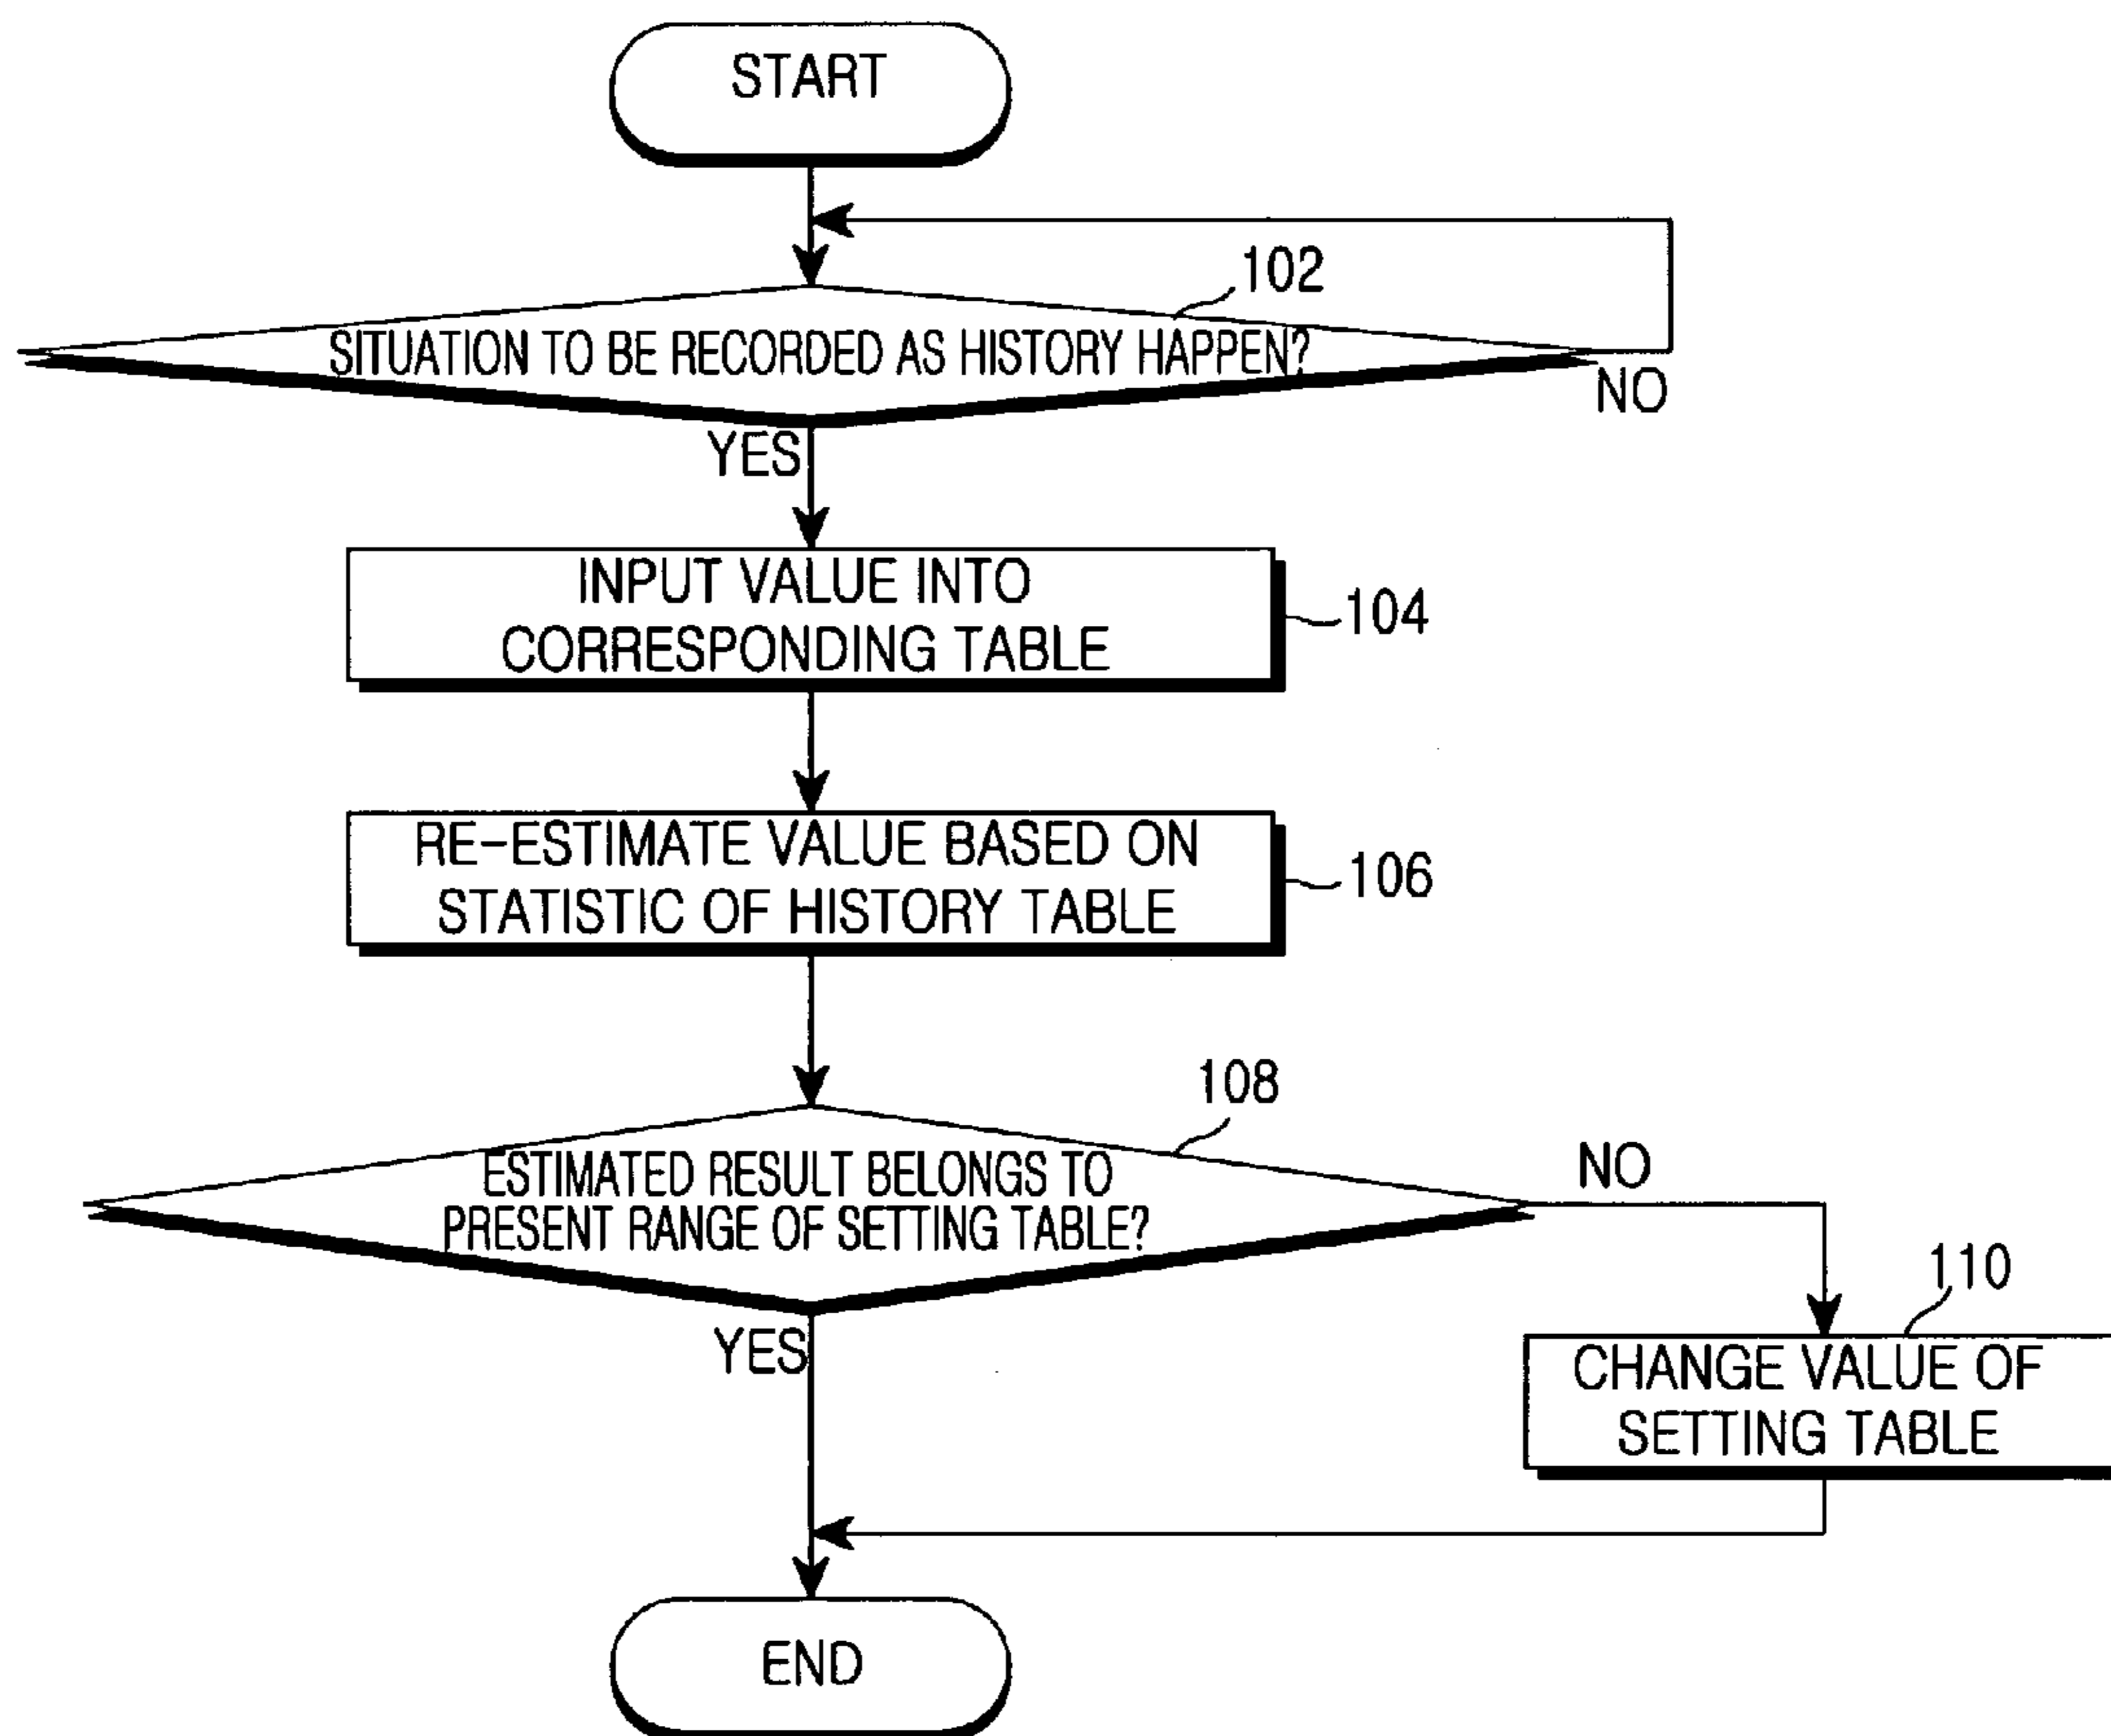 START
102
SITUATION TO BE RECORDED AS HISTORY HAPPEN?
NO
YES
INPUT VALUE INTO
CORRESPONDING TABLE
104
RE-ESTIMATE VALUE BASED ON
STATISTIC OF HISTORY TABLE
106
108
ESTIMATED RESULT BELONGS TO
PRESENT RANGE OF SETTING TABLE?
NO
YES
110
CHANGE VALUE OF
SETTING TABLE
END